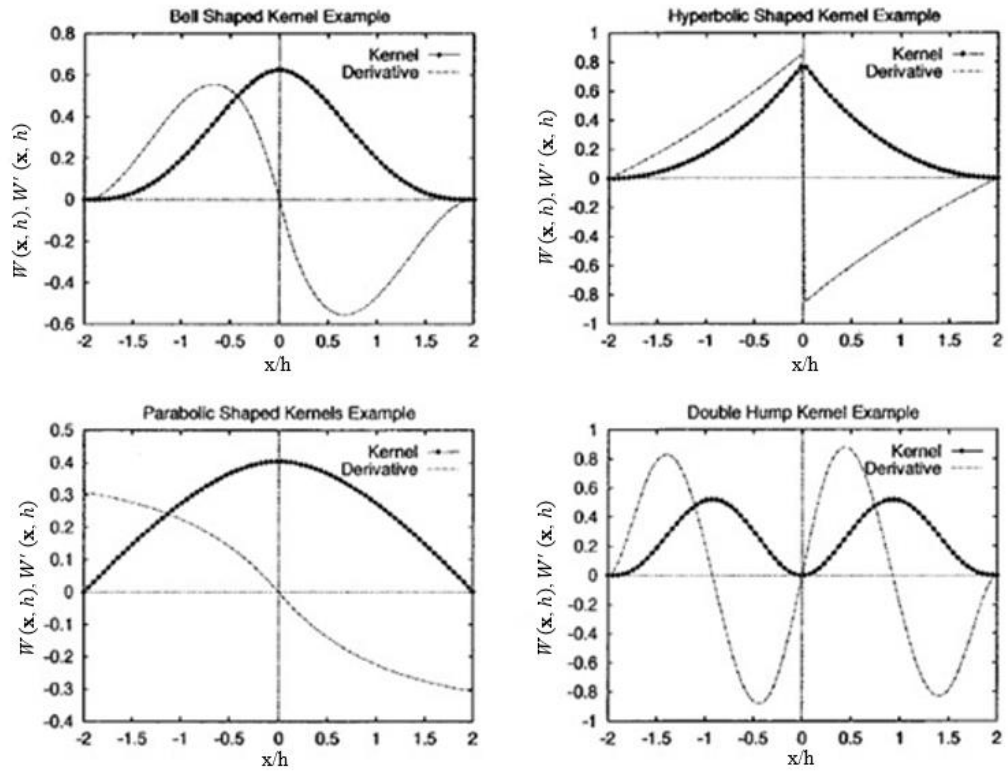 Bell Shaped Kernel Example
W(x, h), W′(x, h)
0.8
0.6
0.4
0.2
0
-0.2
-0.4
-0.6
Kernel
Derivative
-2 -1.5 -1 -0.5 0 0.5 1 1.5 2
x/h
Hyperbolic Shaped Kernel Example
W(x, h), W′(x, h)
1
0.8
0.6
0.4
0.2
0
-0.2
-0.4
-0.6
-0.8
-1
Kernel
Derivative
-2 -1.5 -1 -0.5 0 0.5 1 1.5 2
x/h
Parabolic Shaped Kernels Example
W(x, h), W′(x, h)
0.5
0.4
0.3
0.2
0.1
0
-0.1
-0.2
-0.3
-0.4
Kernel
Derivative
-2 -1.5 -1 -0.5 0 0.5 1 1.5 2
x/h
Double Hump Kernel Example
W(x, h), W′(x, h)
1
0.8
0.6
0.4
0.2
0
-0.2
-0.4
-0.6
-0.8
-1
Kernel
Derivative
-2 -1.5 -1 -0.5 0 0.5 1 1.5 2
x/h